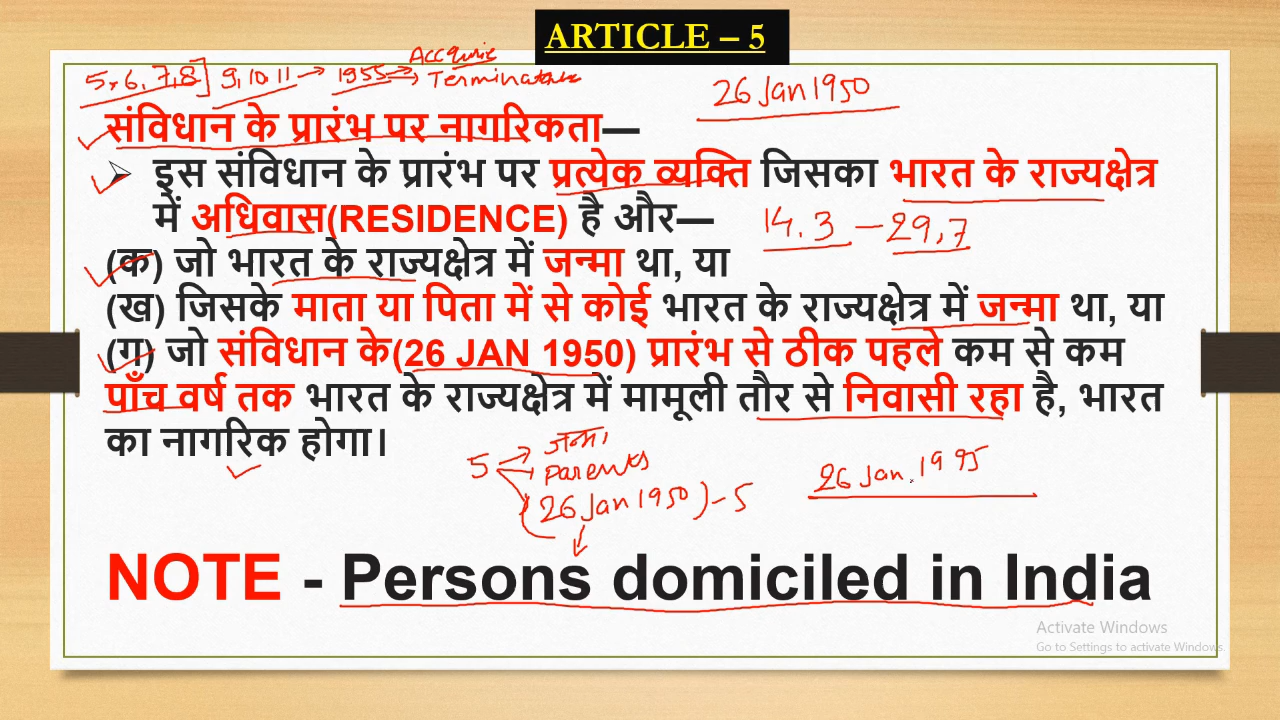 ARTICLE – 5
5, 6, 7, 8] 9, 10 11 → 1955 → Acquire
→ Termination
26 Jan 1950
संविधान के प्रारंभ पर नागरिकता—
➢ इस संविधान के प्रारंभ पर प्रत्येक व्यक्ति जिसका भारत के राज्यक्षेत्र
में अधिवास(RESIDENCE) है और—
14.3 – 29,7
(क) जो भारत के राज्यक्षेत्र में जन्मा था, या
(ख) जिसके माता या पिता में से कोई भारत के राज्यक्षेत्र में जन्मा था, या
(ग) जो संविधान के(26 JAN 1950) प्रारंभ से ठीक पहले कम से कम
पाँच वर्ष तक भारत के राज्यक्षेत्र में मामूली तौर से निवासी रहा है, भारत
का नागरिक होगा।
5 → जन्म
→ Parents
(26 Jan 1950) – 5
26 Jan. 1995
NOTE - Persons domiciled in India
Activate Windows
Go to Settings to activate Windows.